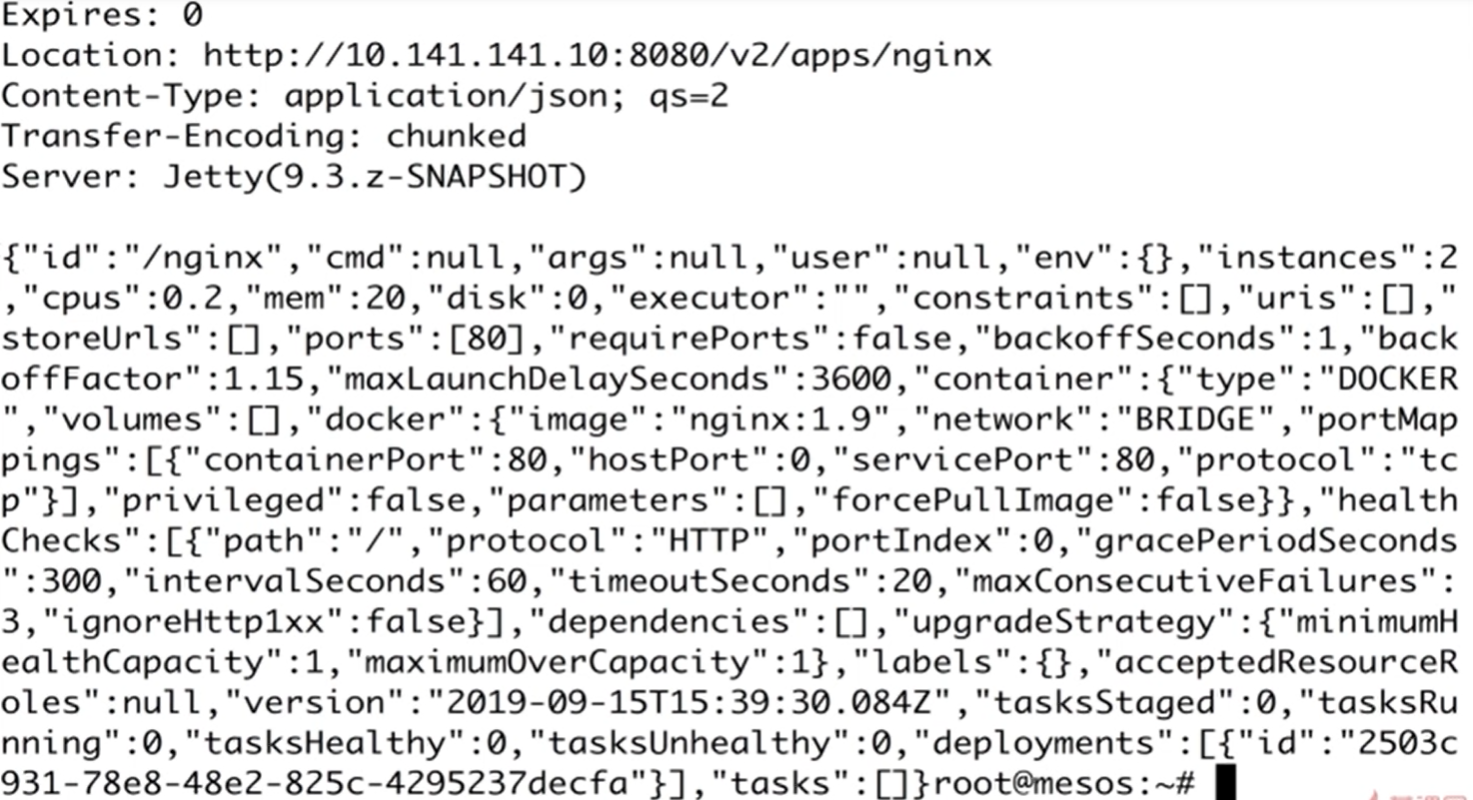 Expires: 0
Location: http://10.141.141.10:8080/v2/apps/nginx
Content-Type: application/json; qs=2
Transfer-Encoding: chunked
Server: Jetty(9.3.z-SNAPSHOT)

{"id":"/nginx","cmd":null,"args":null,"user":null,"env":{},"instances":2
,"cpus":0.2,"mem":20,"disk":0,"executor":"","constraints":[],"uris":[],"
storeUrls":[],"ports":[80],"requirePorts":false,"backoffSeconds":1,"back
offFactor":1.15,"maxLaunchDelaySeconds":3600,"container":{"type":"DOCKER
","volumes":[],"docker":{"image":"nginx:1.9","network":"BRIDGE","portMap
pings":[{"containerPort":80,"hostPort":0,"servicePort":80,"protocol":"tc
p"}],"privileged":false,"parameters":[],"forcePullImage":false}},"health
Checks":[{"path":"/","protocol":"HTTP","portIndex":0,"gracePeriodSeconds
":300,"intervalSeconds":60,"timeoutSeconds":20,"maxConsecutiveFailures":
3,"ignoreHttp1xx":false}],"dependencies":[],"upgradeStrategy":{"minimumH
ealthCapacity":1,"maximumOverCapacity":1},"labels":{},"acceptedResourceR
oles":null,"version":"2019-09-15T15:39:30.084Z","tasksStaged":0,"tasksRu
nning":0,"tasksHealthy":0,"tasksUnhealthy":0,"deployments":[{"id":"2503c
931-78e8-48e2-825c-4295237decfa"}],"tasks":[]}root@mesos:~#